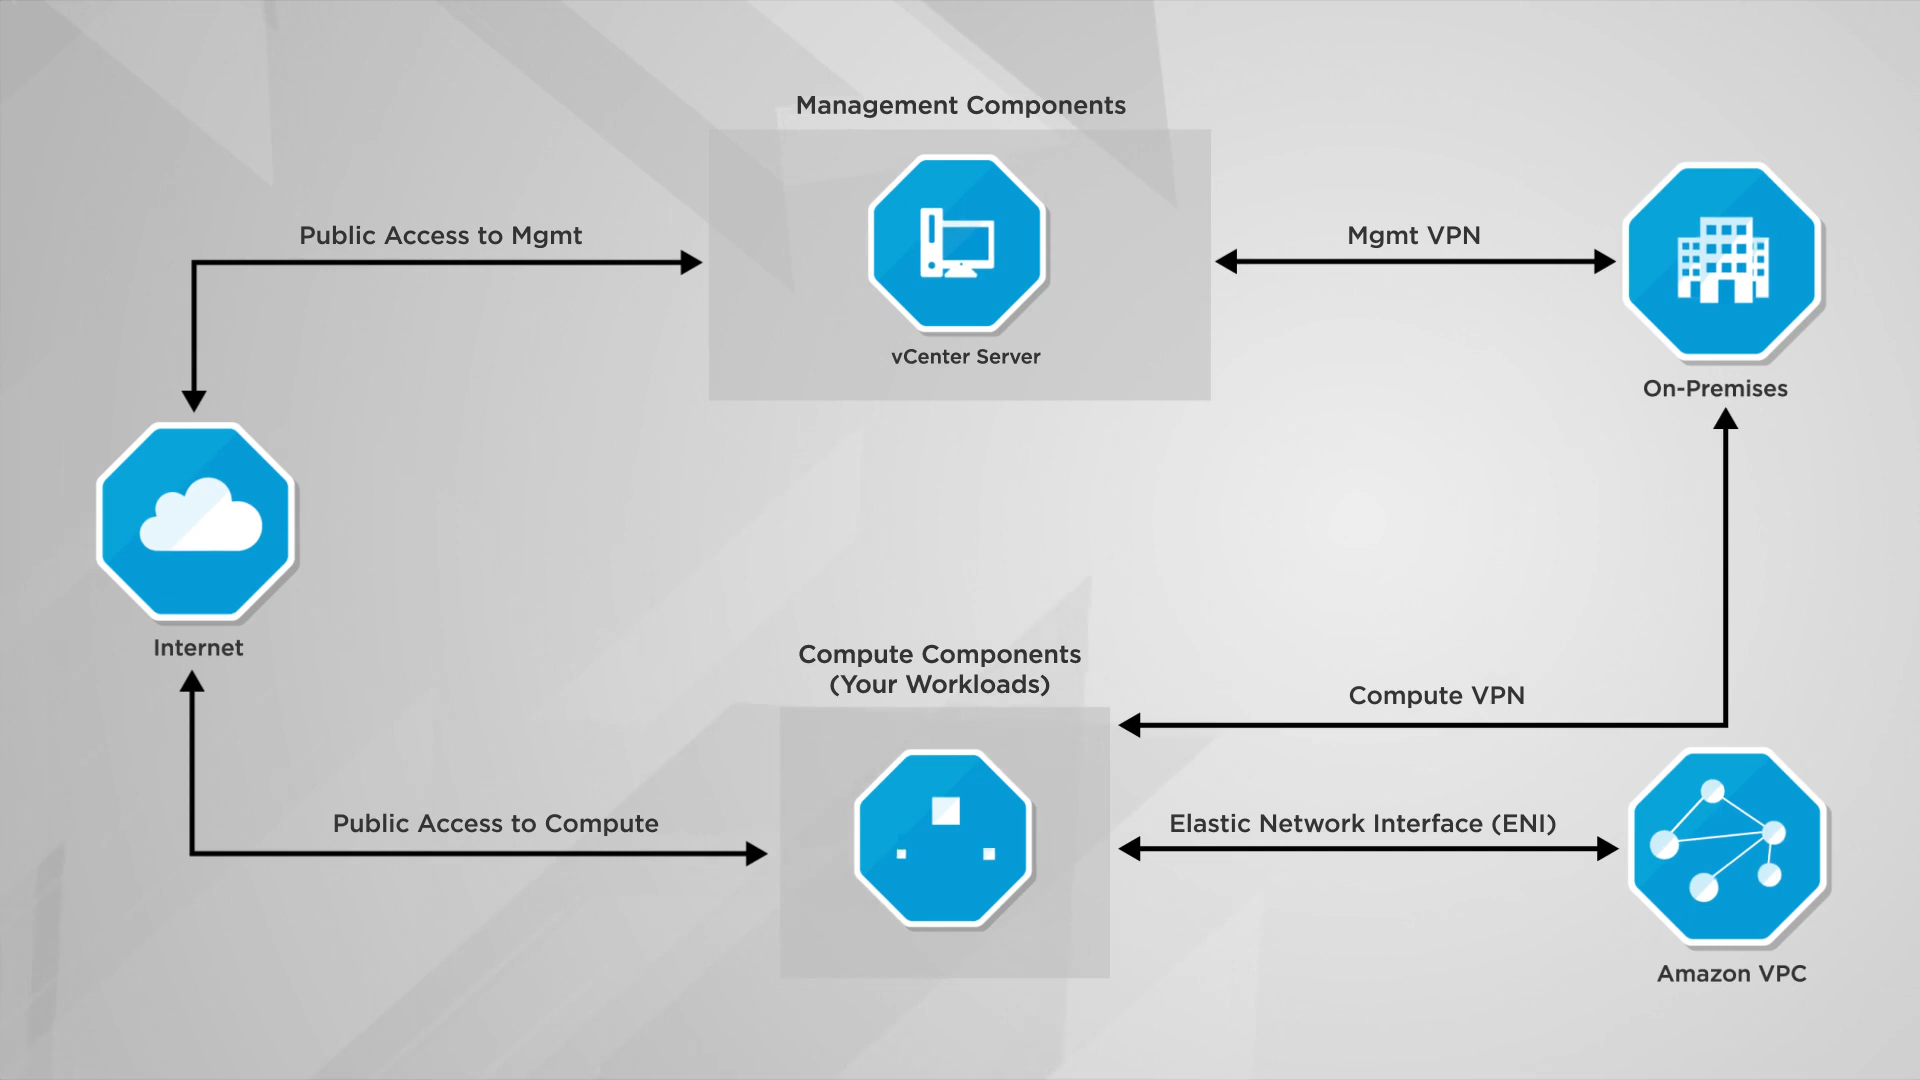 Management Components
Public Access to Mgmt
Mgmt VPN
vCenter Server
On-Premises
Internet
Compute Components
(Your Workloads)
Compute VPN
Public Access to Compute
Elastic Network Interface (ENI)
Amazon VPC